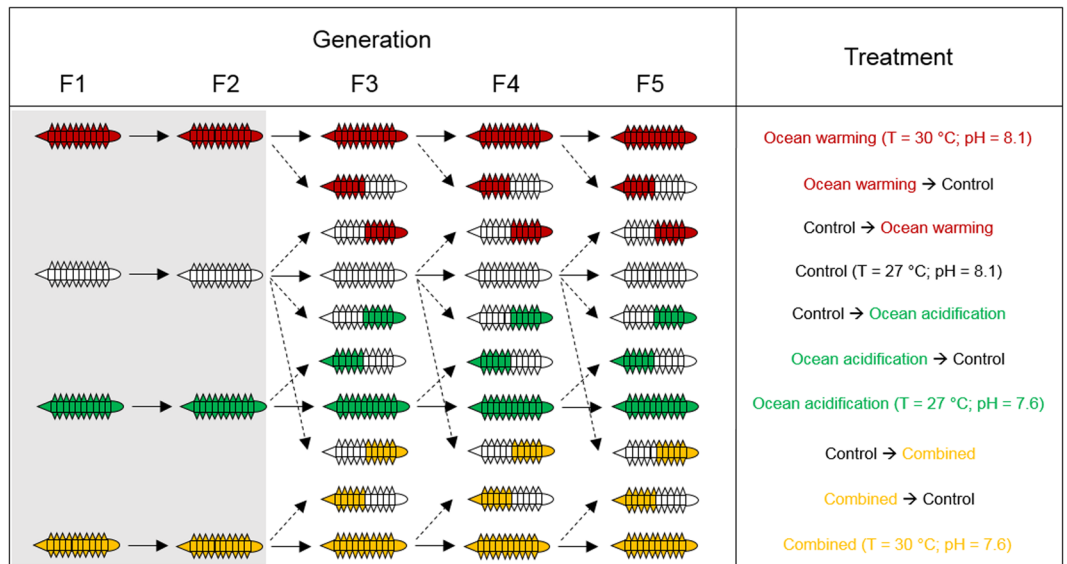 Generation
Treatment
F1 F2 F3 F4 F5
Ocean warming (T = 30 °C; pH = 8.1)
Ocean warming → Control
Control → Ocean warming
Control (T = 27 °C; pH = 8.1)
Control → Ocean acidification
Ocean acidification → Control
Ocean acidification (T = 27 °C; pH = 7.6)
Control → Combined
Combined → Control
Combined (T = 30 °C; pH = 7.6)